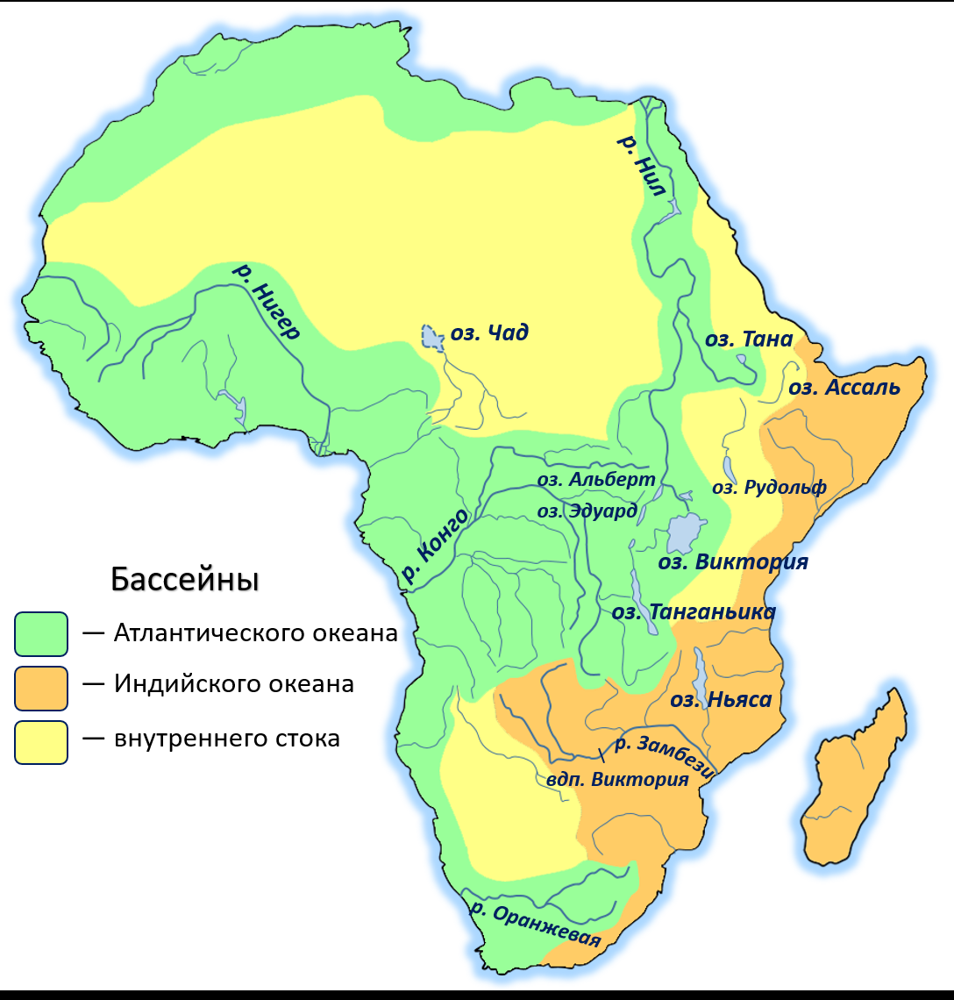 р. Нил
р. Нигер
оз. Чад
оз. Тана
оз. Ассаль
оз. Альберт
оз. Рудольф
оз. Эдуард
р. Конго
оз. Виктория
оз. Танганьика
Бассейны
— Атлантического океана
— Индийского океана
— внутреннего стока
оз. Ньяса
р. Замбези
вдп. Виктория
р. Оранжевая